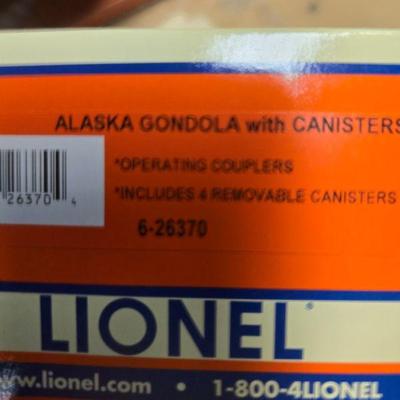 ALASKA GONDOLA with CANISTERS
*OPERATING COUPLERS
*INCLUDES 4 REMOVABLE CANISTERS
26370 4
6-26370
LIONEL®
www.lionel.com • 1-800-4LIONEL